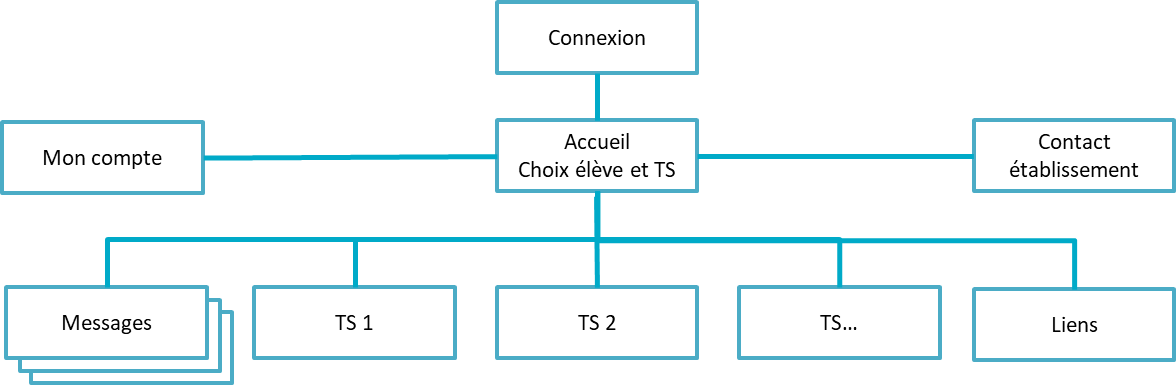 Connexion
Mon compte
Accueil
Choix élève et TS
Contact
établissement
Messages
TS 1
TS 2
TS...
Liens